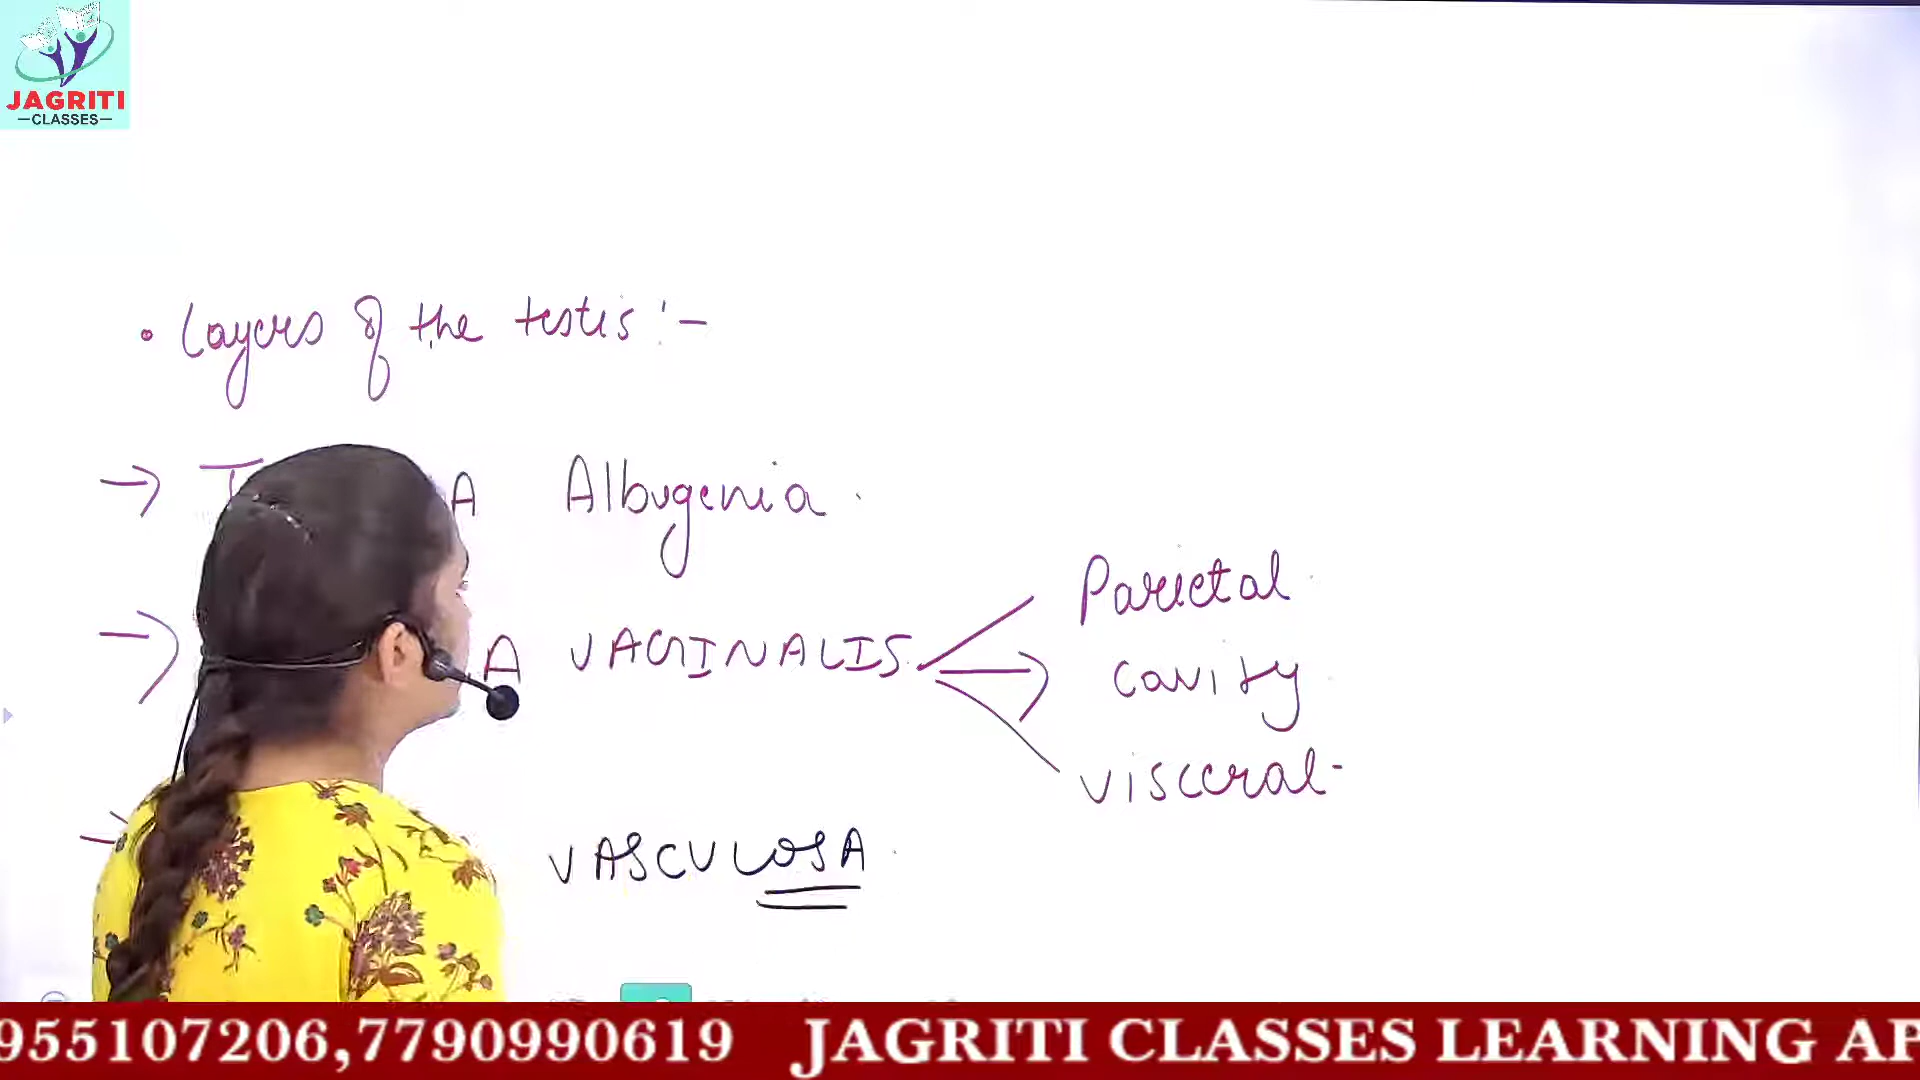 JAGRITI
—CLASSES—
• Layers of the testis :-
→ A Albugenia
Parietal
→ A VAGINALIS → cavity
visceral
VASCULOSA
955107206,7790990619 JAGRITI CLASSES LEARNING AP